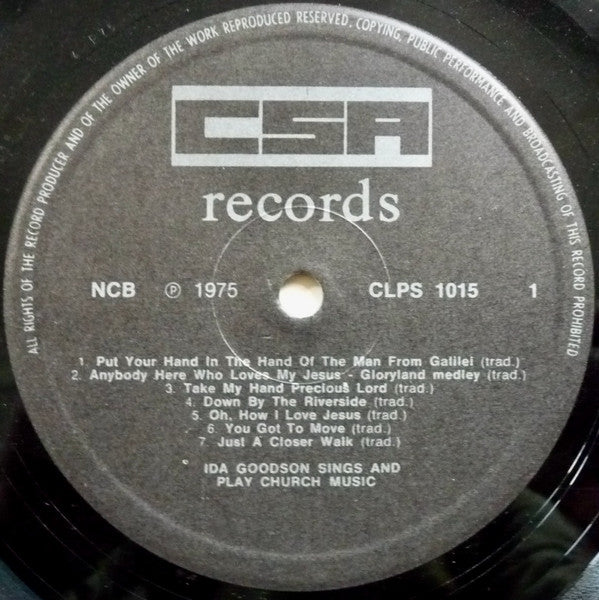 ALL RIGHTS OF THE RECORD PRODUCER AND OF THE OWNER OF THE WORK REPRODUCED RESERVED. COPYING, PUBLIC PERFORMANCE AND BROADCASTING OF THIS RECORD PROHIBITED
CSA
records
NCB ℗ 1975 CLPS 1015 1
1. Put Your Hand In The Hand Of The Man From Galilei (trad.)
2. Anybody Here Who Loves My Jesus - Gloryland medley (trad.)
3. Take My Hand Precious Lord (trad.)
4. Down By The Riverside (trad.)
5. Oh, How I Love Jesus (trad.)
6. You Got To Move (trad.)
7. Just A Closer Walk (trad.)
IDA GOODSON SINGS AND
PLAY CHURCH MUSIC